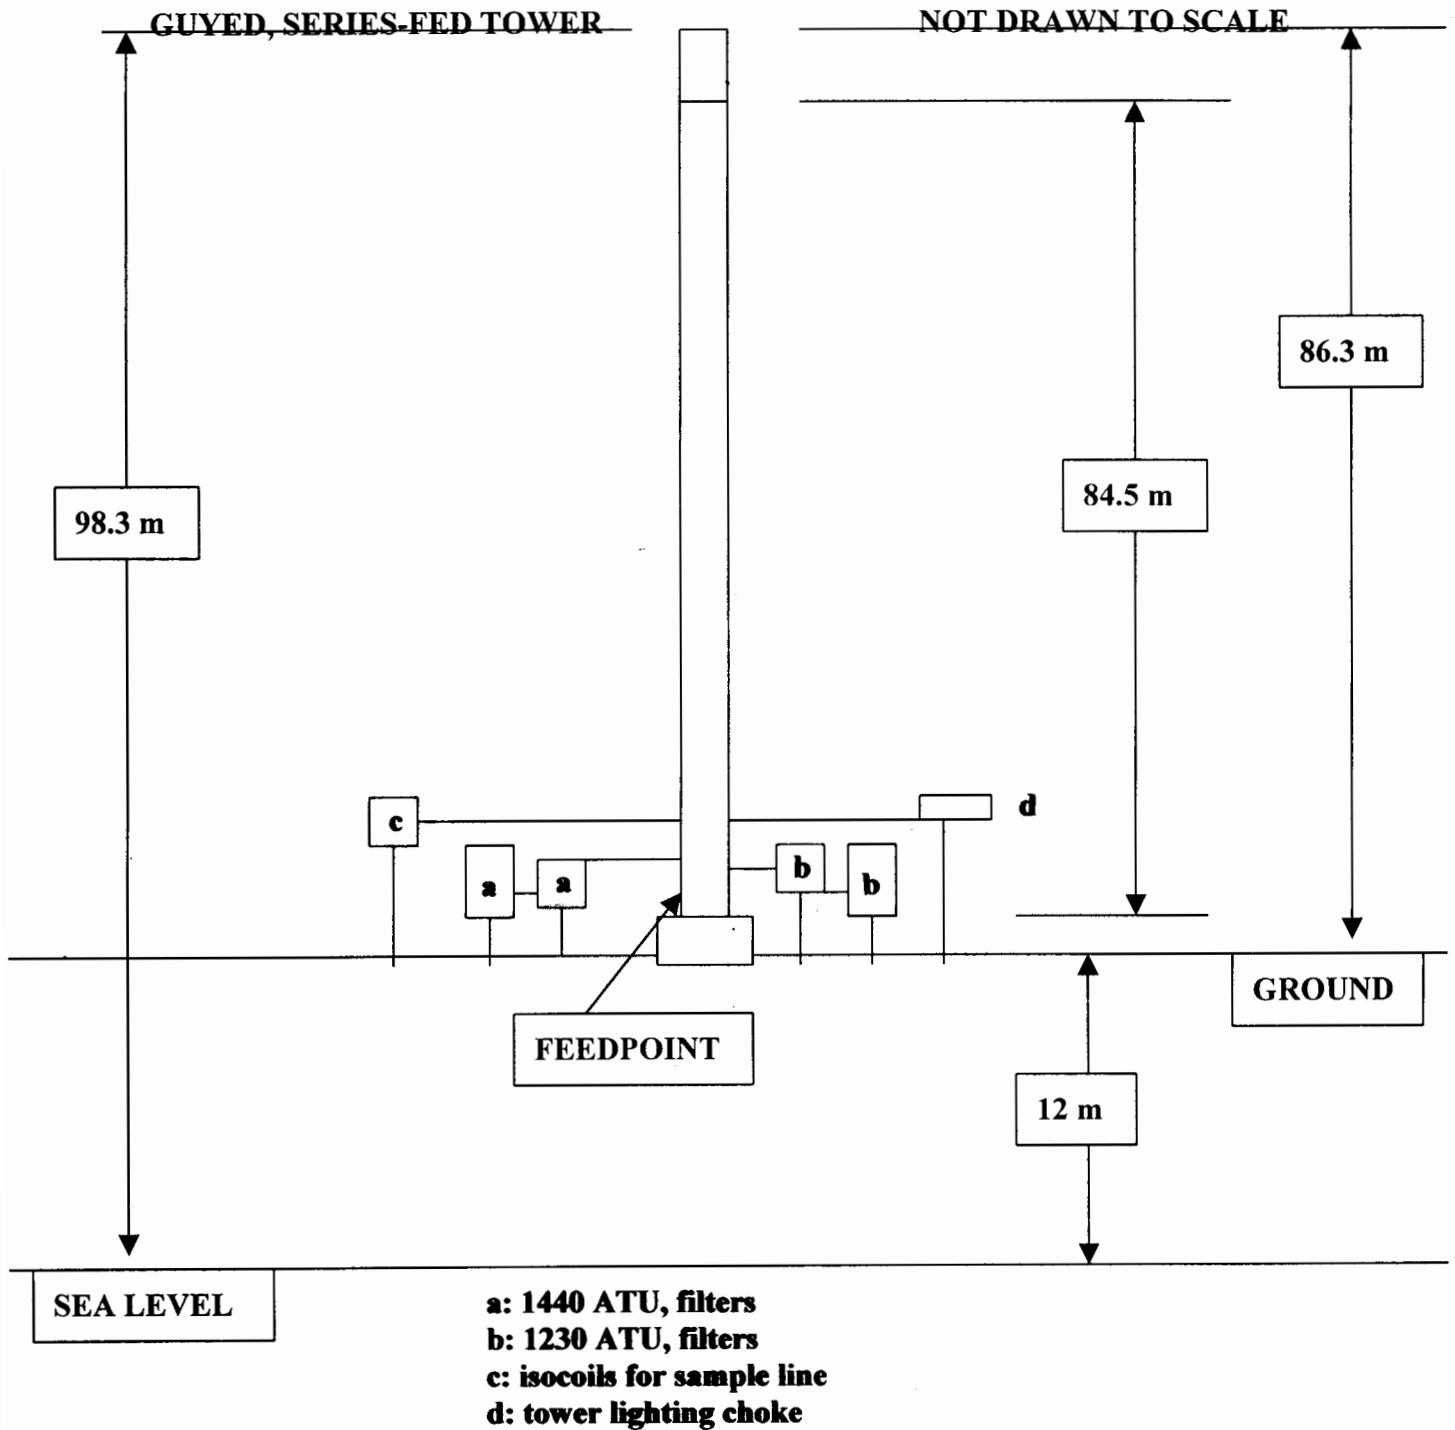 GUYED, SERIES-FED TOWER
NOT DRAWN TO SCALE
86.3 m
84.5 m
98.3 m
d
c
a
a
b
b
GROUND
FEEDPOINT
12 m
SEA LEVEL
a: 1440 ATU, filters
b: 1230 ATU, filters
c: isocoils for sample line
d: tower lighting choke